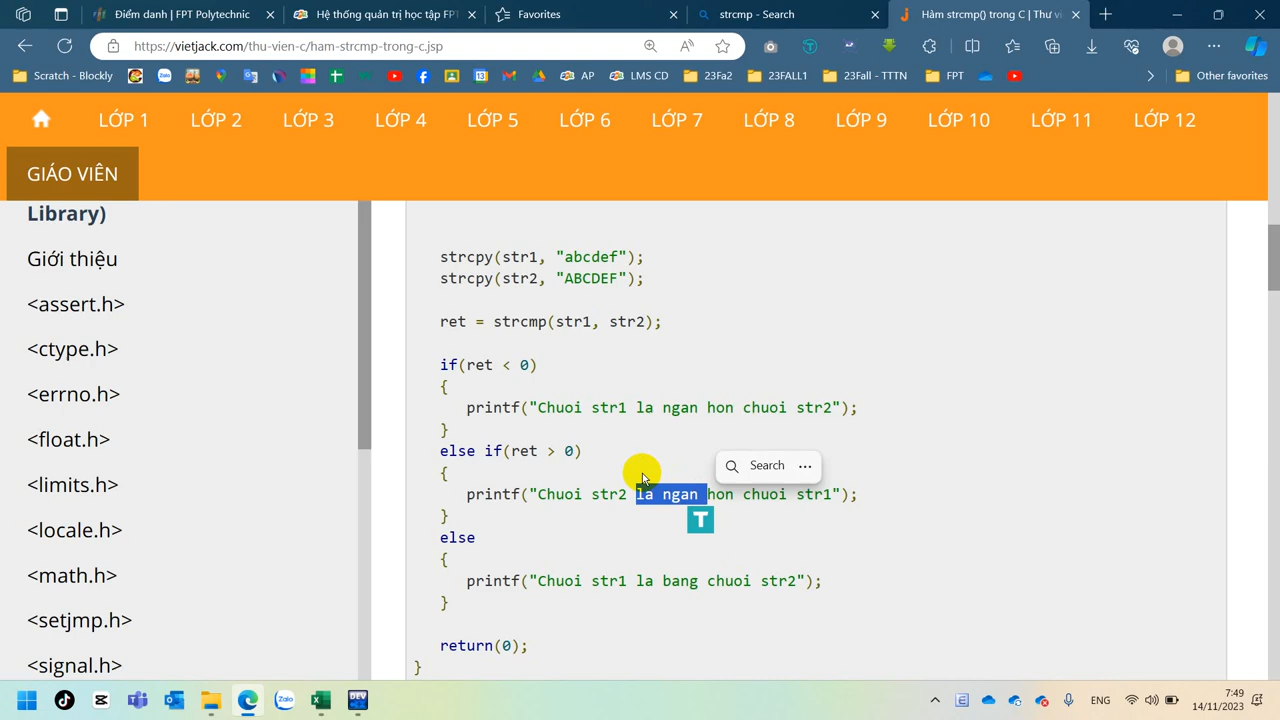 Điểm danh | FPT Polytechnic
Hệ thống quản trị học tập FPT
Favorites
strcmp - Search
Hàm strcmp() trong C | Thư vi
https://vietjack.com/thu-vien-c/ham-strcmp-trong-c.jsp
Scratch - Blockly
AP
LMS CD
23Fa2
23FALL1
23Fall - TTTN
FPT
Other favorites
LỚP 1
LỚP 2
LỚP 3
LỚP 4
LỚP 5
LỚP 6
LỚP 7
LỚP 8
LỚP 9
LỚP 10
LỚP 11
LỚP 12
GIÁO VIÊN
Library)
Giới thiệu
<assert.h>
<ctype.h>
<errno.h>
<float.h>
<limits.h>
<locale.h>
<math.h>
<setjmp.h>
<signal.h>
strcpy(str1, "abcdef");
strcpy(str2, "ABCDEF");
ret = strcmp(str1, str2);
if(ret < 0)
{
printf("Chuoi str1 la ngan hon chuoi str2");
}
else if(ret > 0)
{
Search
printf("Chuoi str2 la ngan hon chuoi str1");
T
}
else
{
printf("Chuoi str1 la bang chuoi str2");
}
return(0);
}
DEV
ENG
7:49
14/11/2023